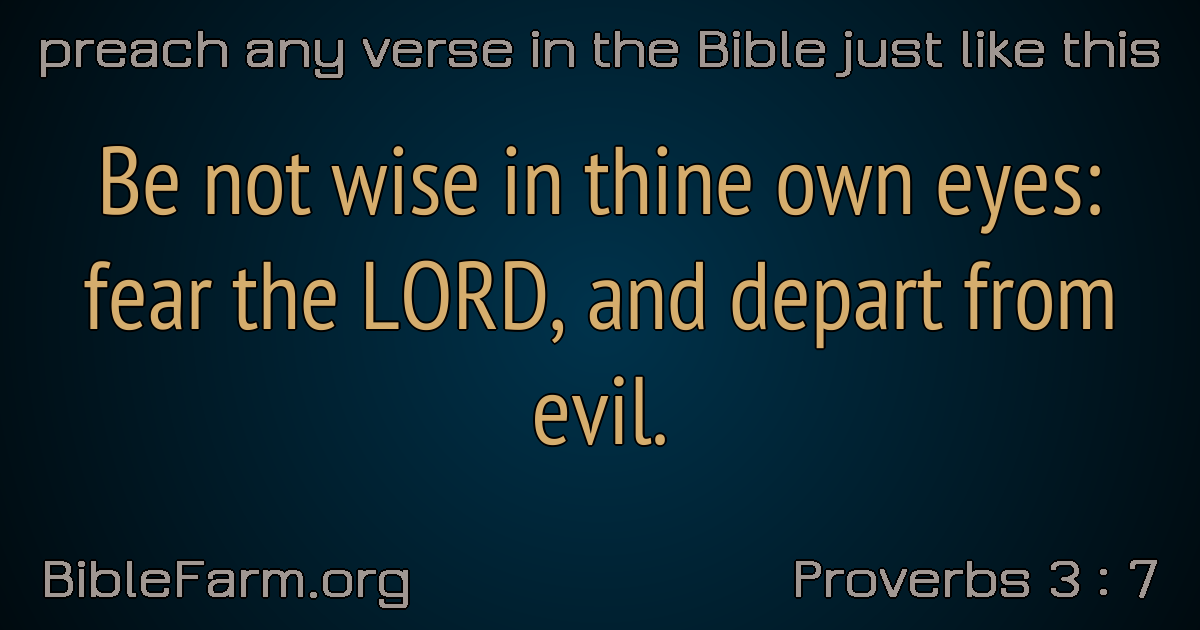 preach any verse in the Bible just like this
Be not wise in thine own eyes:
fear the LORD, and depart from
evil.
BibleFarm.org
Proverbs 3 : 7